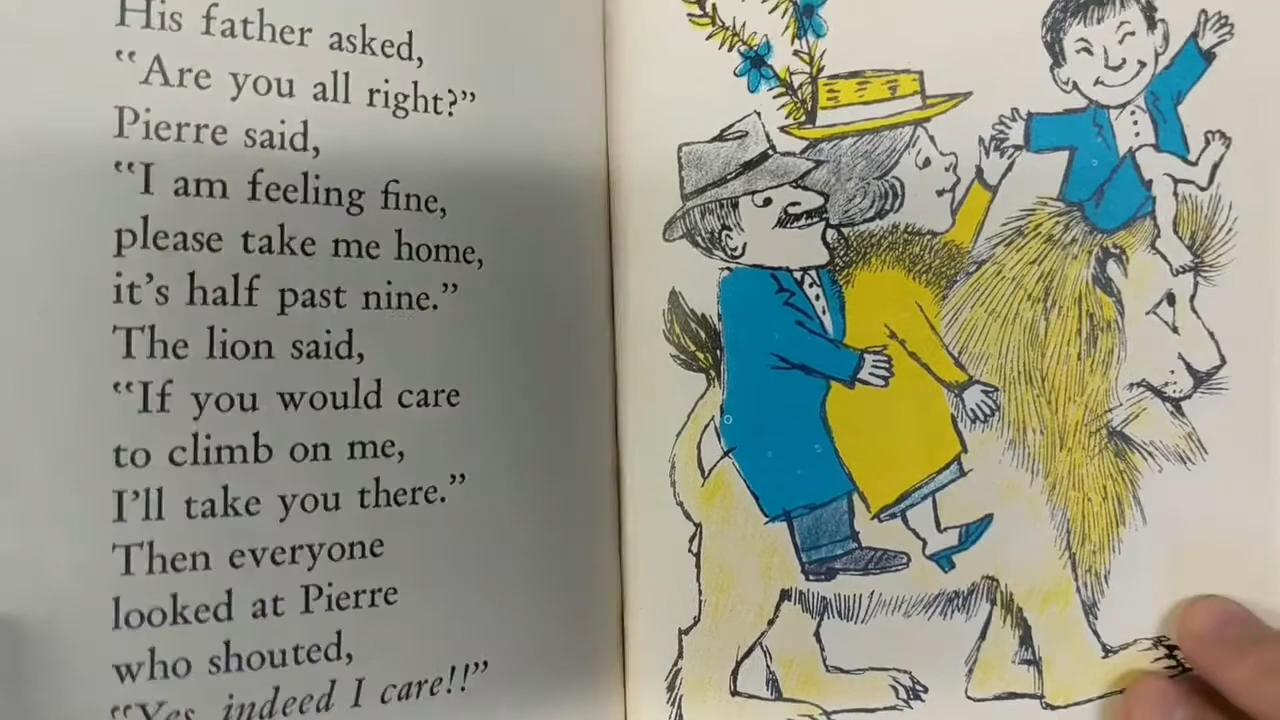 His father asked,
“Are you all right?”
Pierre said,
“I am feeling fine,
please take me home,
it’s half past nine.”
The lion said,
“If you would care
to climb on me,
I’ll take you there.”
Then everyone
looked at Pierre
who shouted,
“Yes, indeed I care!!”